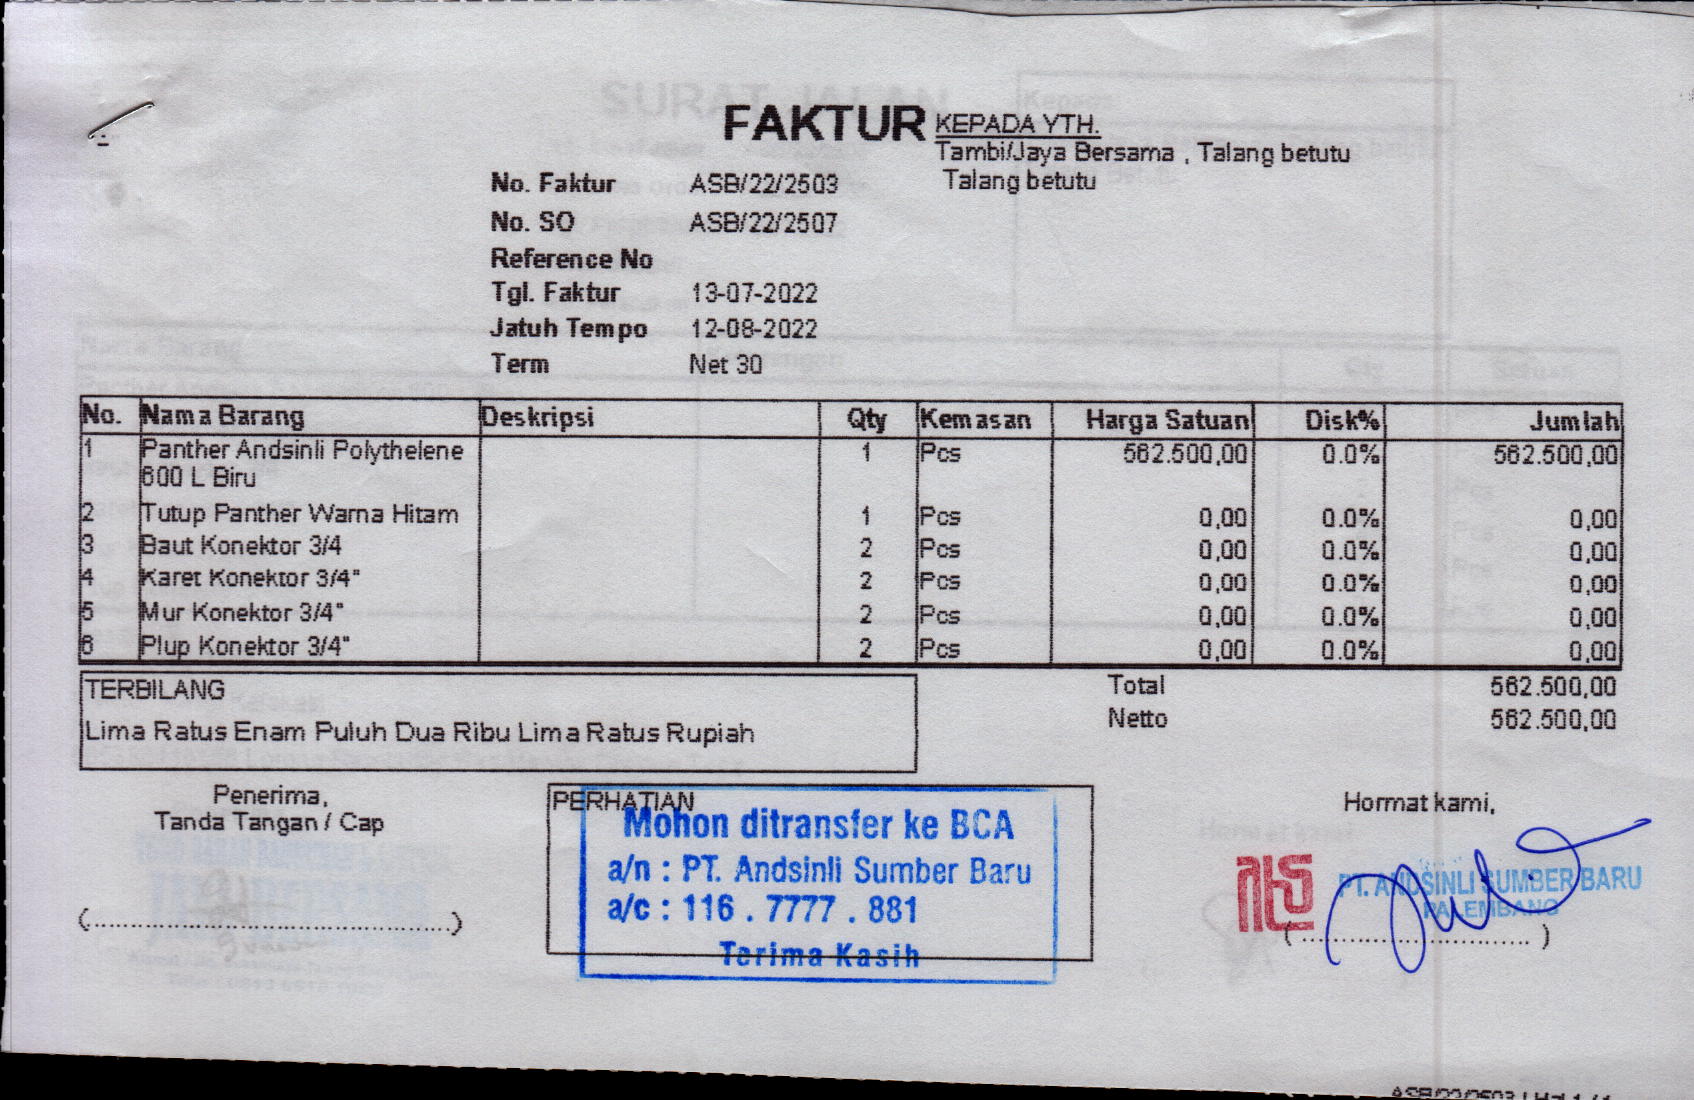 FAKTUR
KEPADA YTH.
Tambi/Jaya Bersama , Talang betutu
Talang betutu
No. Faktur ASB/22/2503
No. SO ASB/22/2507
Reference No
Tgl. Faktur 13-07-2022
Jatuh Tempo 12-08-2022
Term Net 30
No. Nama Barang Deskripsi Qty Kemasan Harga Satuan Disk% Jumlah
1 Panther Andsinli Polythelene 1 Pcs 562.500,00 0.0% 562.500,00
600 L Biru
2 Tutup Panther Warna Hitam 1 Pcs 0,00 0.0% 0,00
3 Baut Konektor 3/4 2 Pcs 0,00 0.0% 0,00
4 Karet Konektor 3/4" 2 Pcs 0,00 0.0% 0,00
5 Mur Konektor 3/4" 2 Pcs 0,00 0.0% 0,00
6 Plup Konektor 3/4" 2 Pcs 0,00 0.0% 0,00
TERBILANG
Lima Ratus Enam Puluh Dua Ribu Lima Ratus Rupiah
Total 562.500,00
Netto 562.500,00
Penerima,
Tanda Tangan / Cap
(........................................)
PERHATIAN
Mohon ditransfer ke BCA
a/n : PT. Andsinli Sumber Baru
a/c : 116 . 7777 . 881
Terima Kasih
Hormat kami,
PT. ANDSINLI SUMBER BARU
PALEMBANG
(..............................)
ASB/22/2503 | Hal 1 / 1